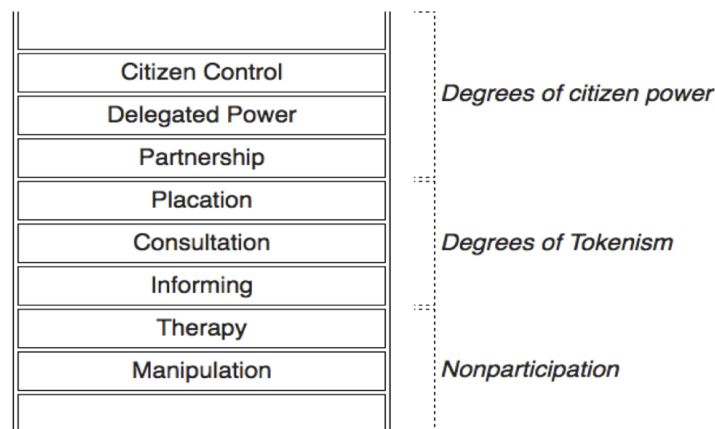 Citizen Control
Delegated Power
Partnership
Placation
Consultation
Informing
Therapy
Manipulation
Degrees of citizen power
Degrees of Tokenism
Nonparticipation